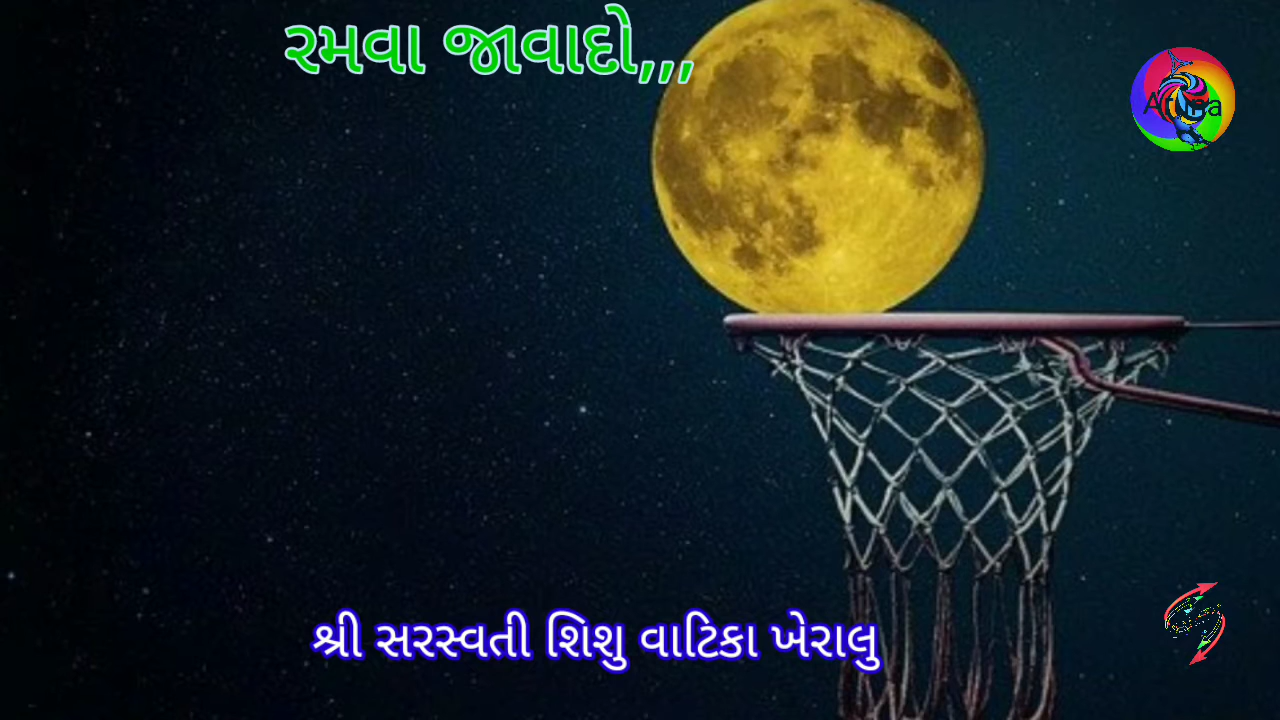 રમવા જાવાદો,,,
શ્રી સરસ્વતી શિશુ વાટિકા ખેરાલુ